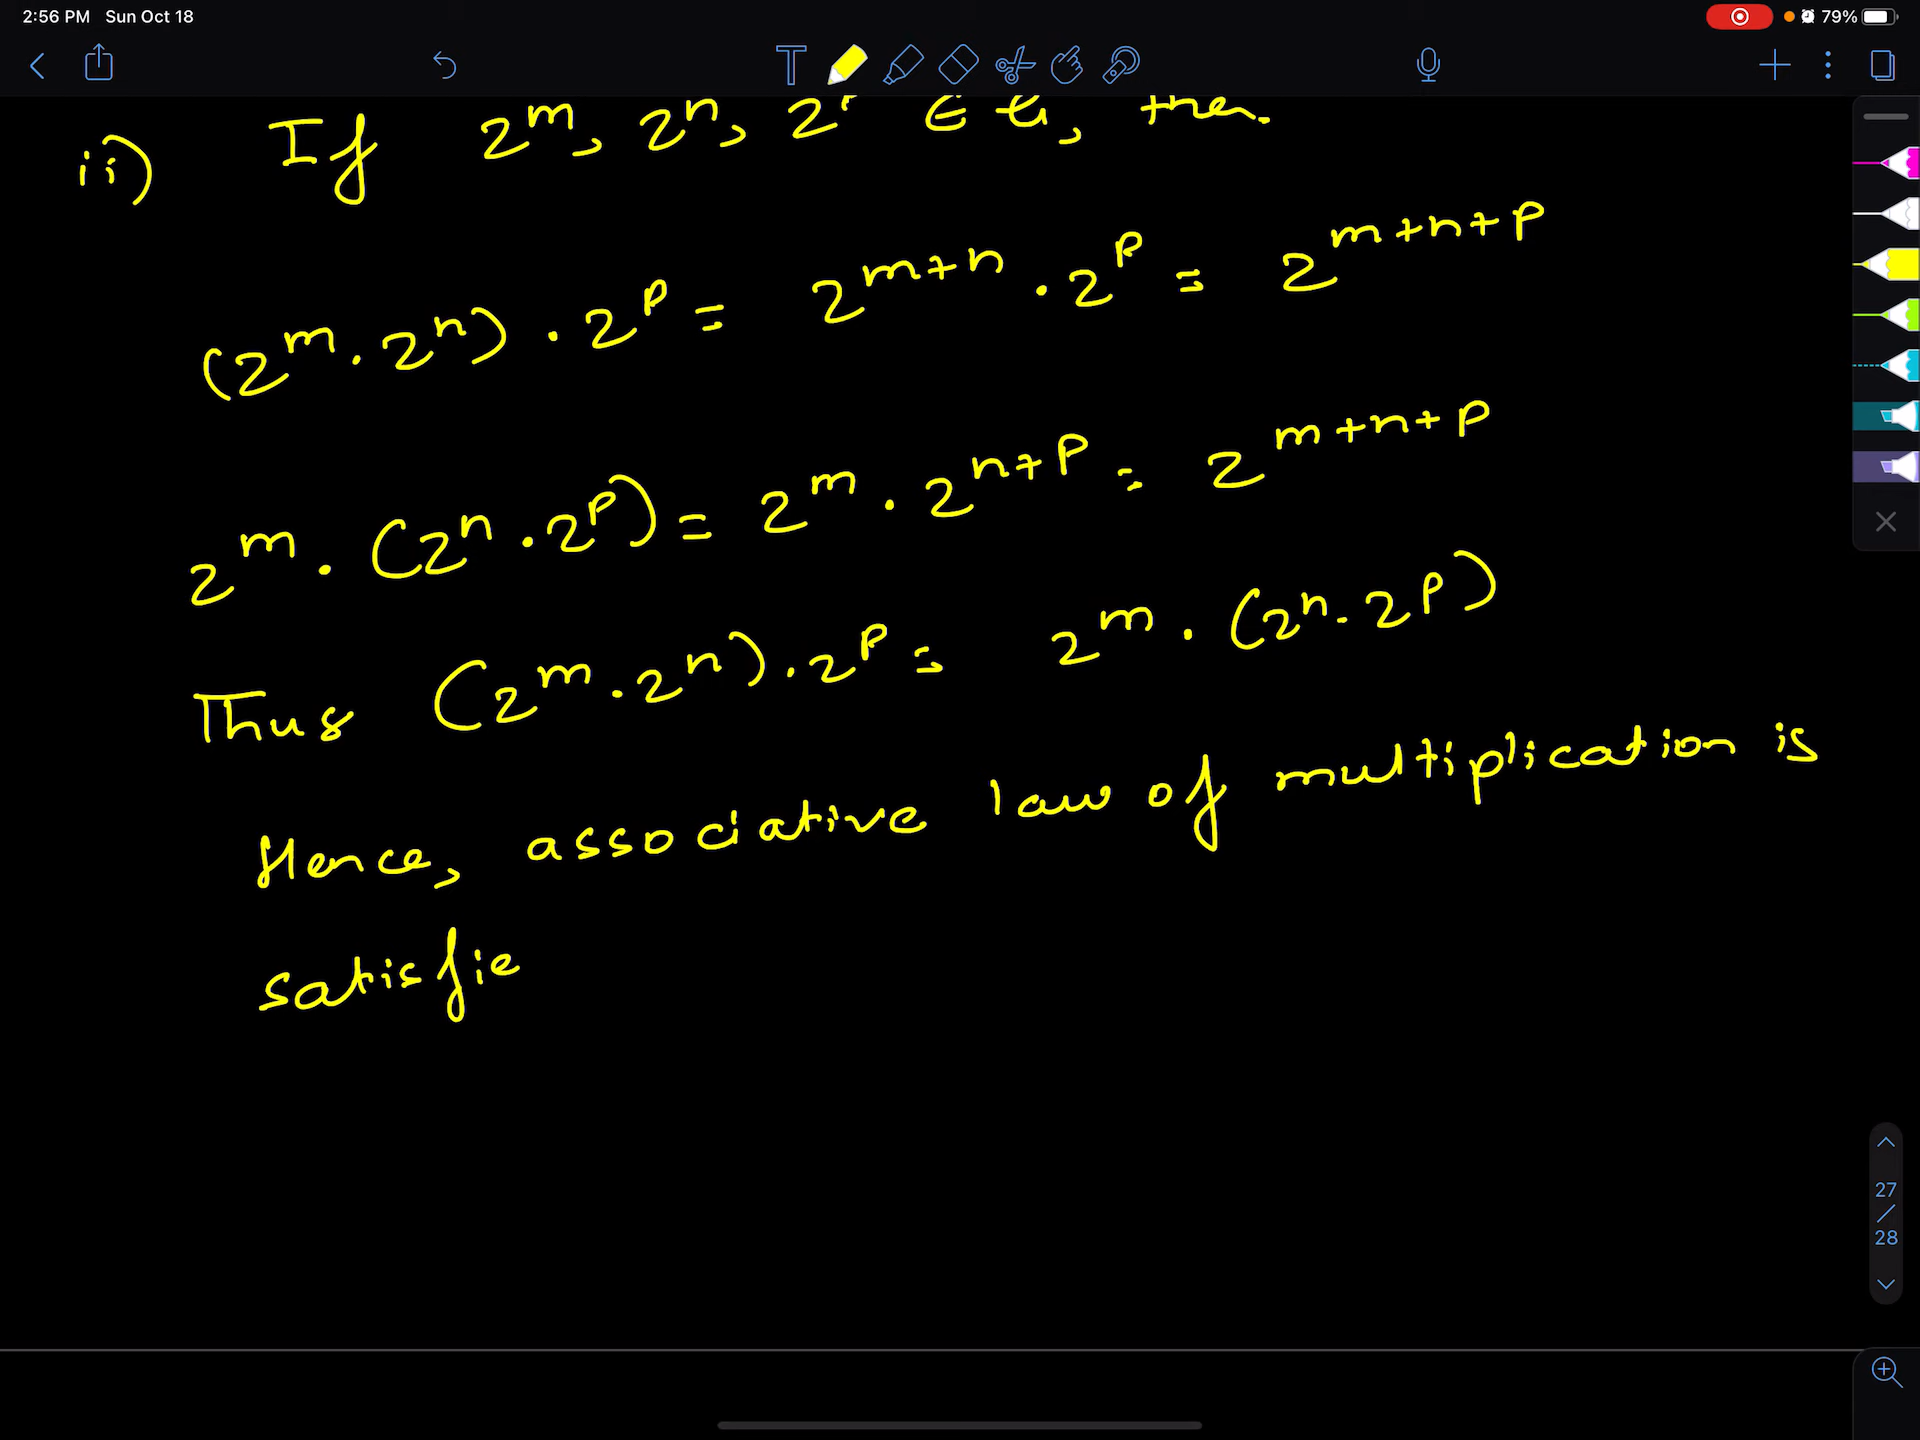 2:56 PM Sun Oct 18
79%
ii) If 2^m, 2^n, 2^p ∈ G, then.
(2^m · 2^n) · 2^p = 2^{m+n} · 2^p = 2^{m+n+p}
2^m · (2^n · 2^p) = 2^m · 2^{n+p} = 2^{m+n+p}
Thus (2^m · 2^n) · 2^p = 2^m · (2^n · 2^p)
Hence, associative law of multiplication is
satisfie
27
/
28